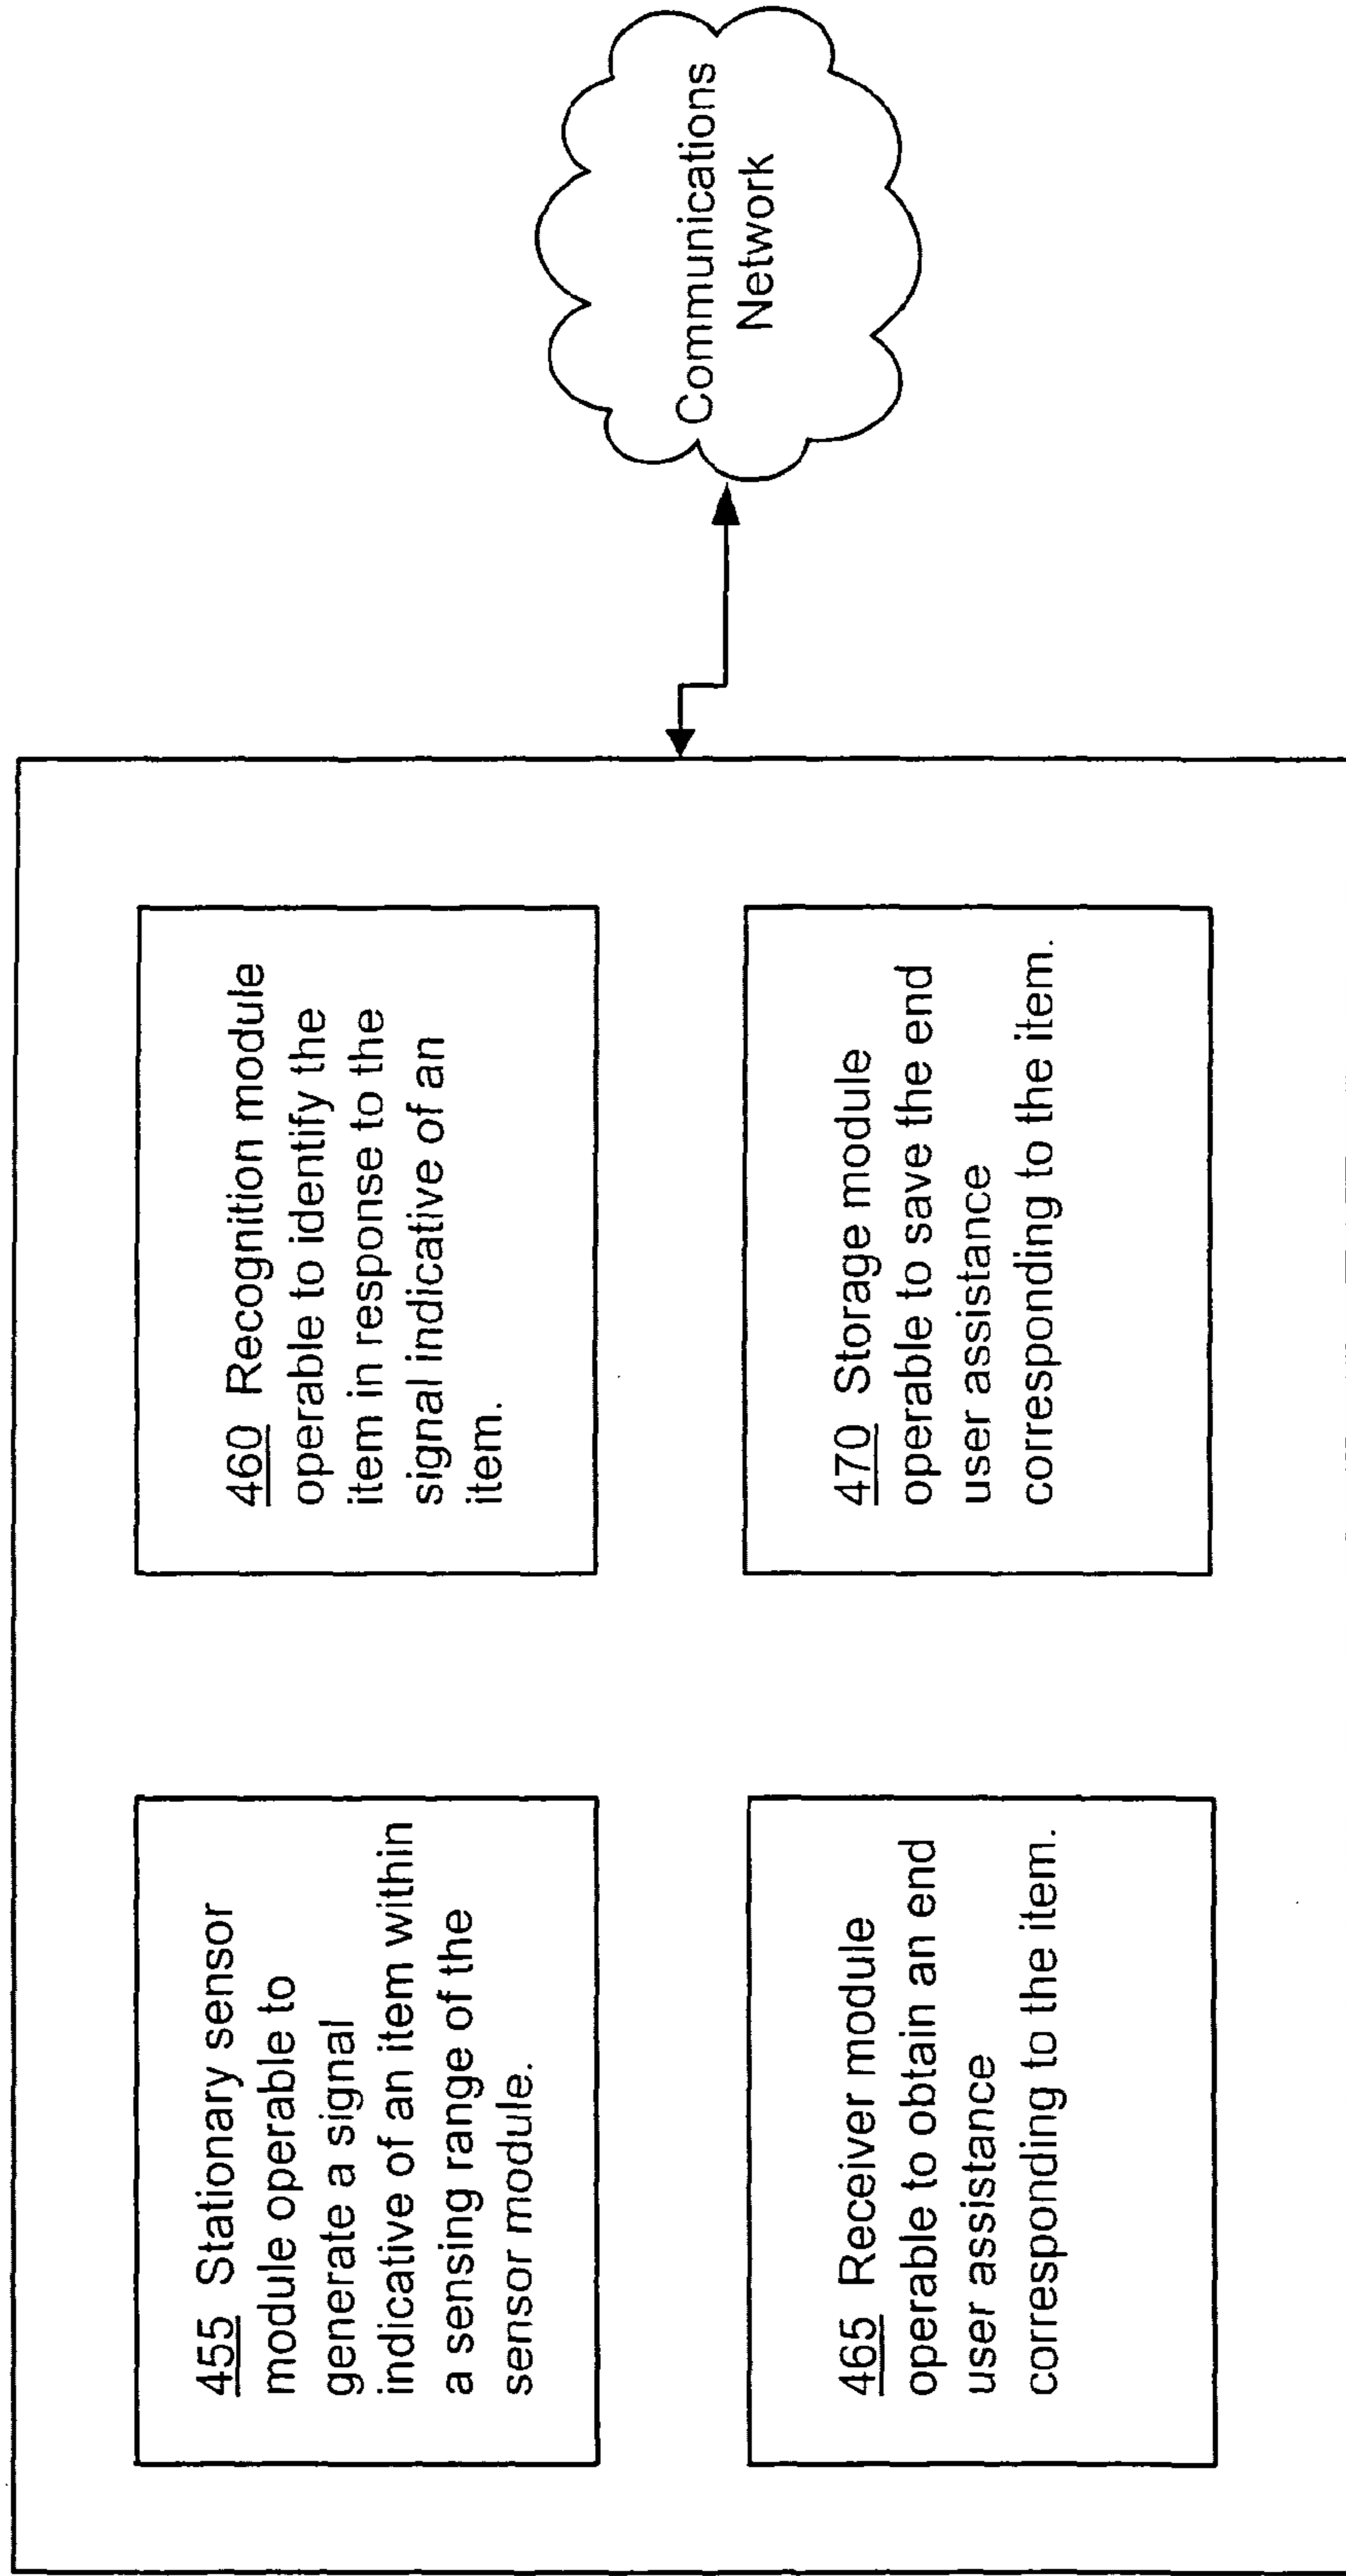 455 Stationary sensor
module operable to
generate a signal
indicative of an item within
a sensing range of the
sensor module.
460 Recognition module
operable to identify the
item in response to the
signal indicative of an
item.
465 Receiver module
operable to obtain an end
user assistance
corresponding to the item.
470 Storage module
operable to save the end
user assistance
corresponding to the item.
Communications
Network